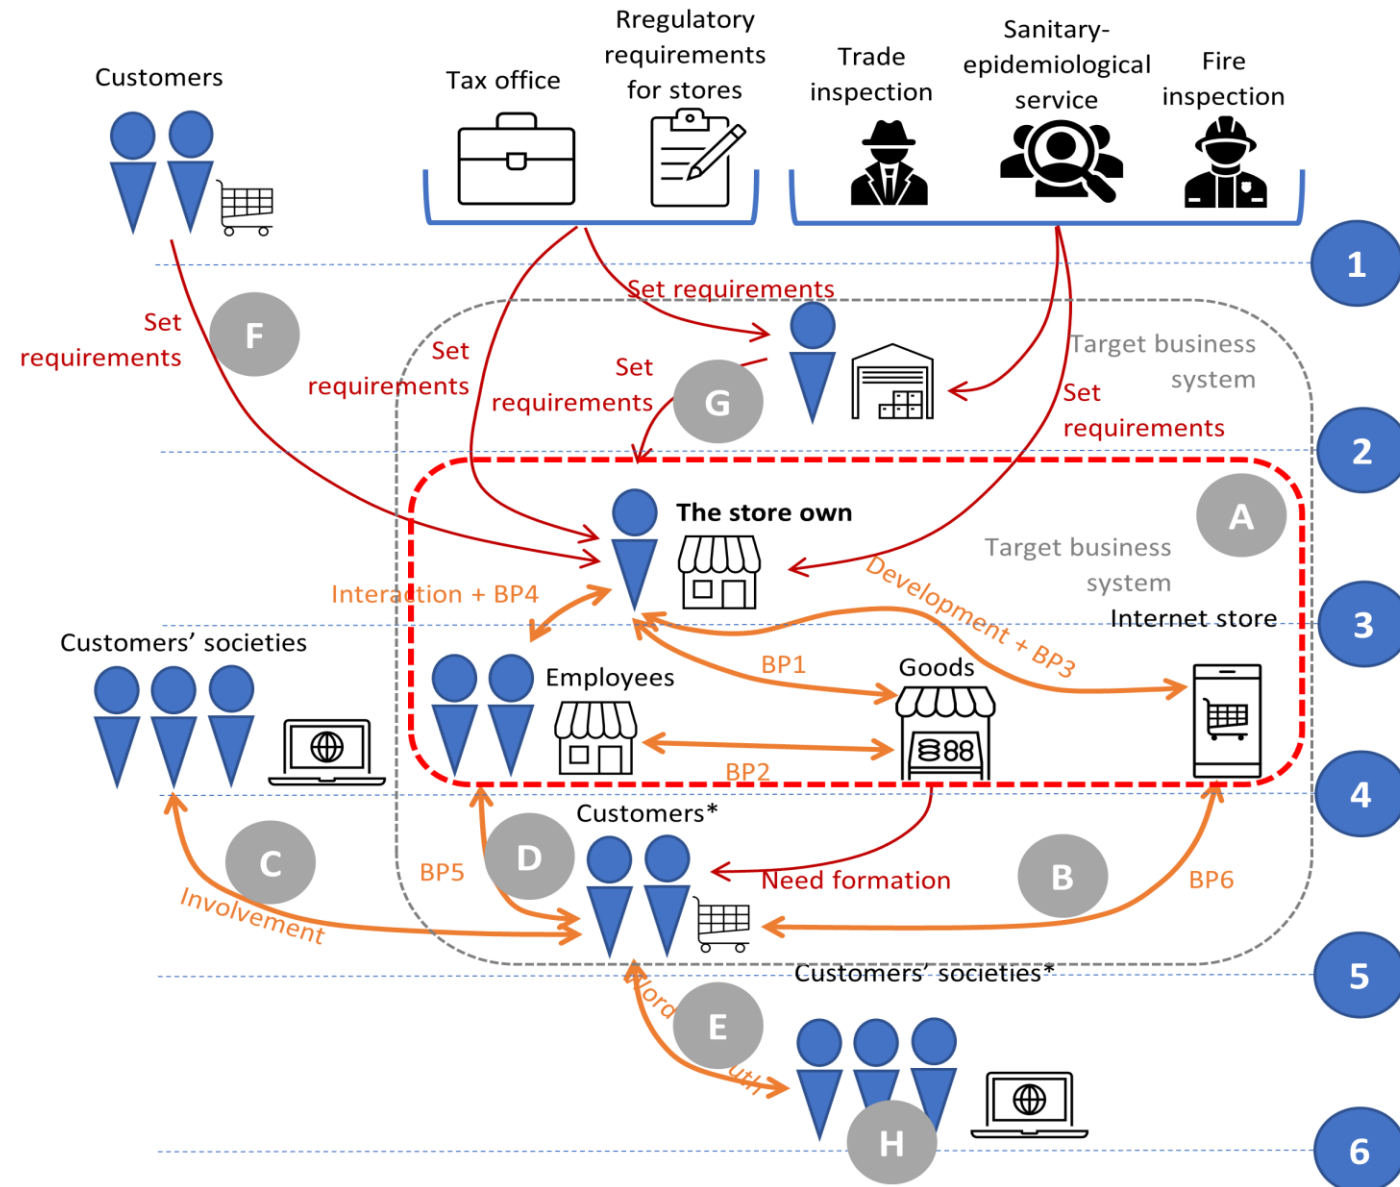 Customers
Tax office
Rregulatory
requirements
for stores
Trade
inspection
Sanitary-
epidemiological
service
Fire
inspection
1
Set requirements
F
Set
requirements
Set
requirements
Set
requirements
G
Target business
system
Set
requirements
2
A
The store own
Target business
system
Interaction + BP4
Development + BP3
Internet store
3
Customers’ societies
Employees
BP1
Goods
88
BP2
4
Customers*
C
D
BP5
Need formation
B
BP6
Involvement
Customers’ societies*
5
E
H
6